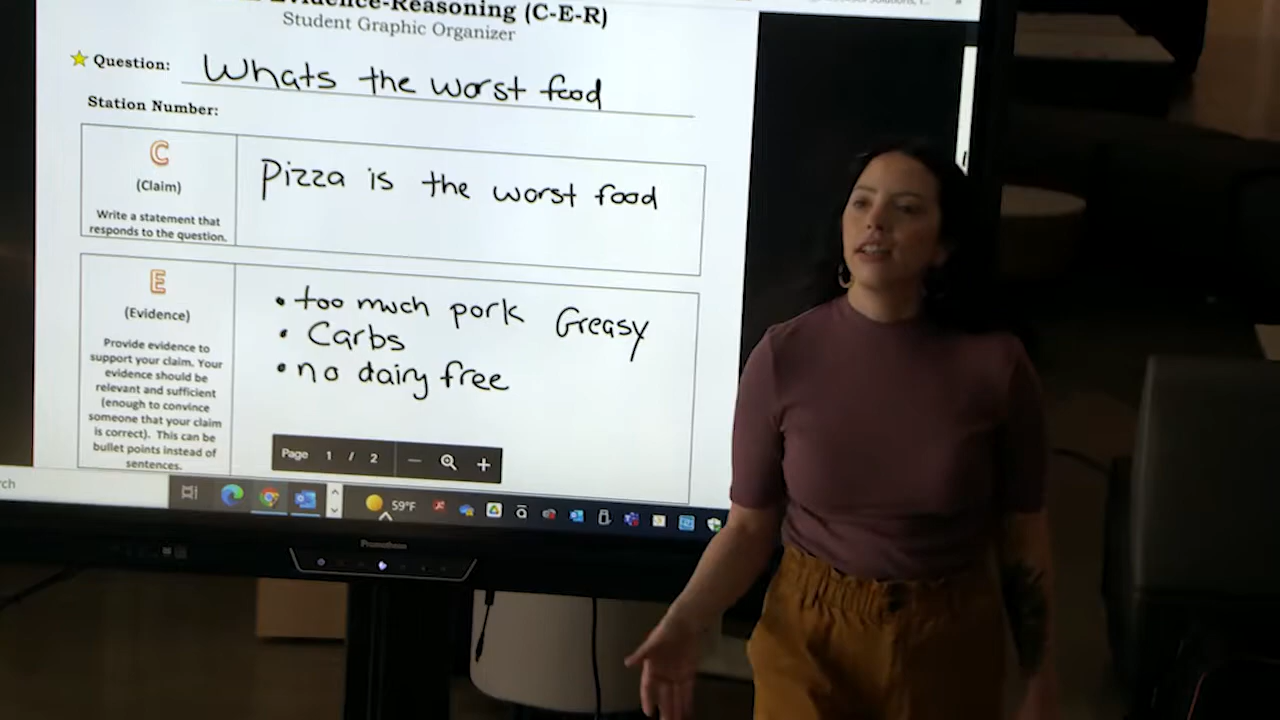 Evidence-Reasoning (C-E-R)
Student Graphic Organizer
Question: Whats the worst food
Station Number:
C
(Claim)
Write a statement that
responds to the question.
Pizza is the worst food
E
(Evidence)
Provide evidence to
support your claim. Your
evidence should be
relevant and sufficient
(enough to convince
someone that your claim
is correct). This can be
bullet points instead of
sentences.
• too much pork Greasy
• Carbs
• no dairy free
Page 1 / 2
59°F
Promethean